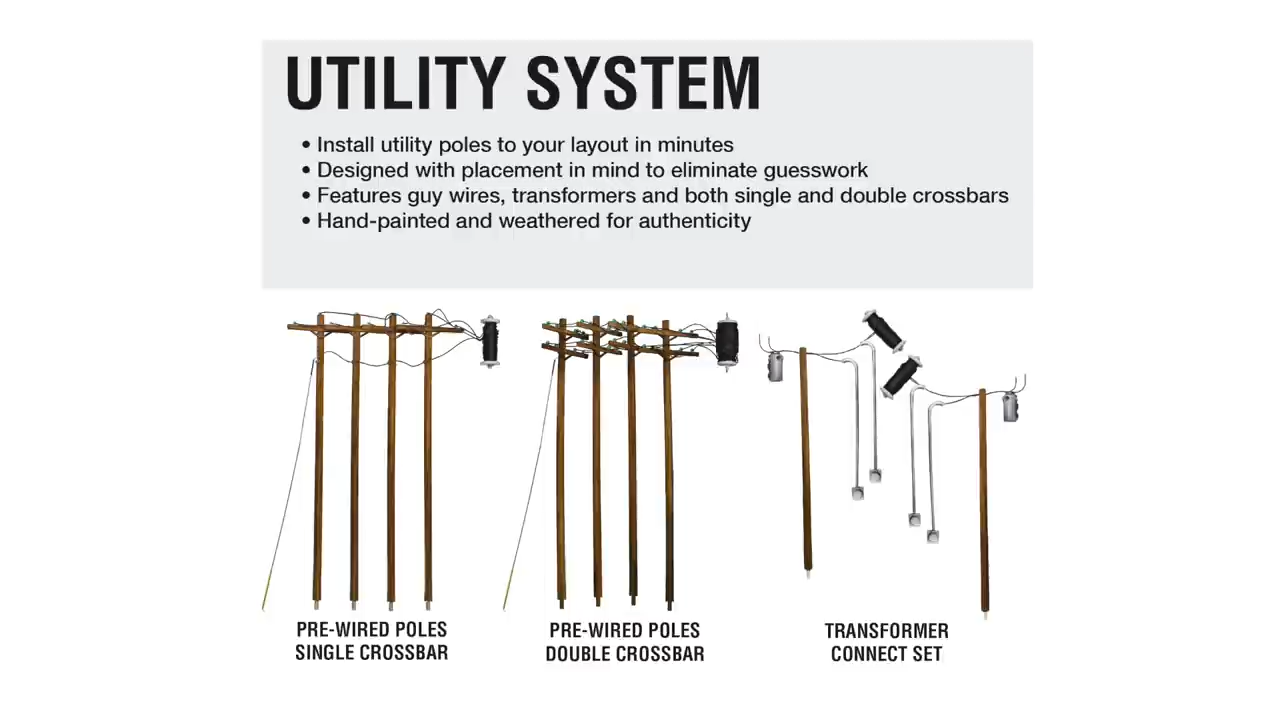 UTILITY SYSTEM
• Install utility poles to your layout in minutes
• Designed with placement in mind to eliminate guesswork
• Features guy wires, transformers and both single and double crossbars
• Hand-painted and weathered for authenticity
PRE-WIRED POLES
SINGLE CROSSBAR
PRE-WIRED POLES
DOUBLE CROSSBAR
TRANSFORMER
CONNECT SET